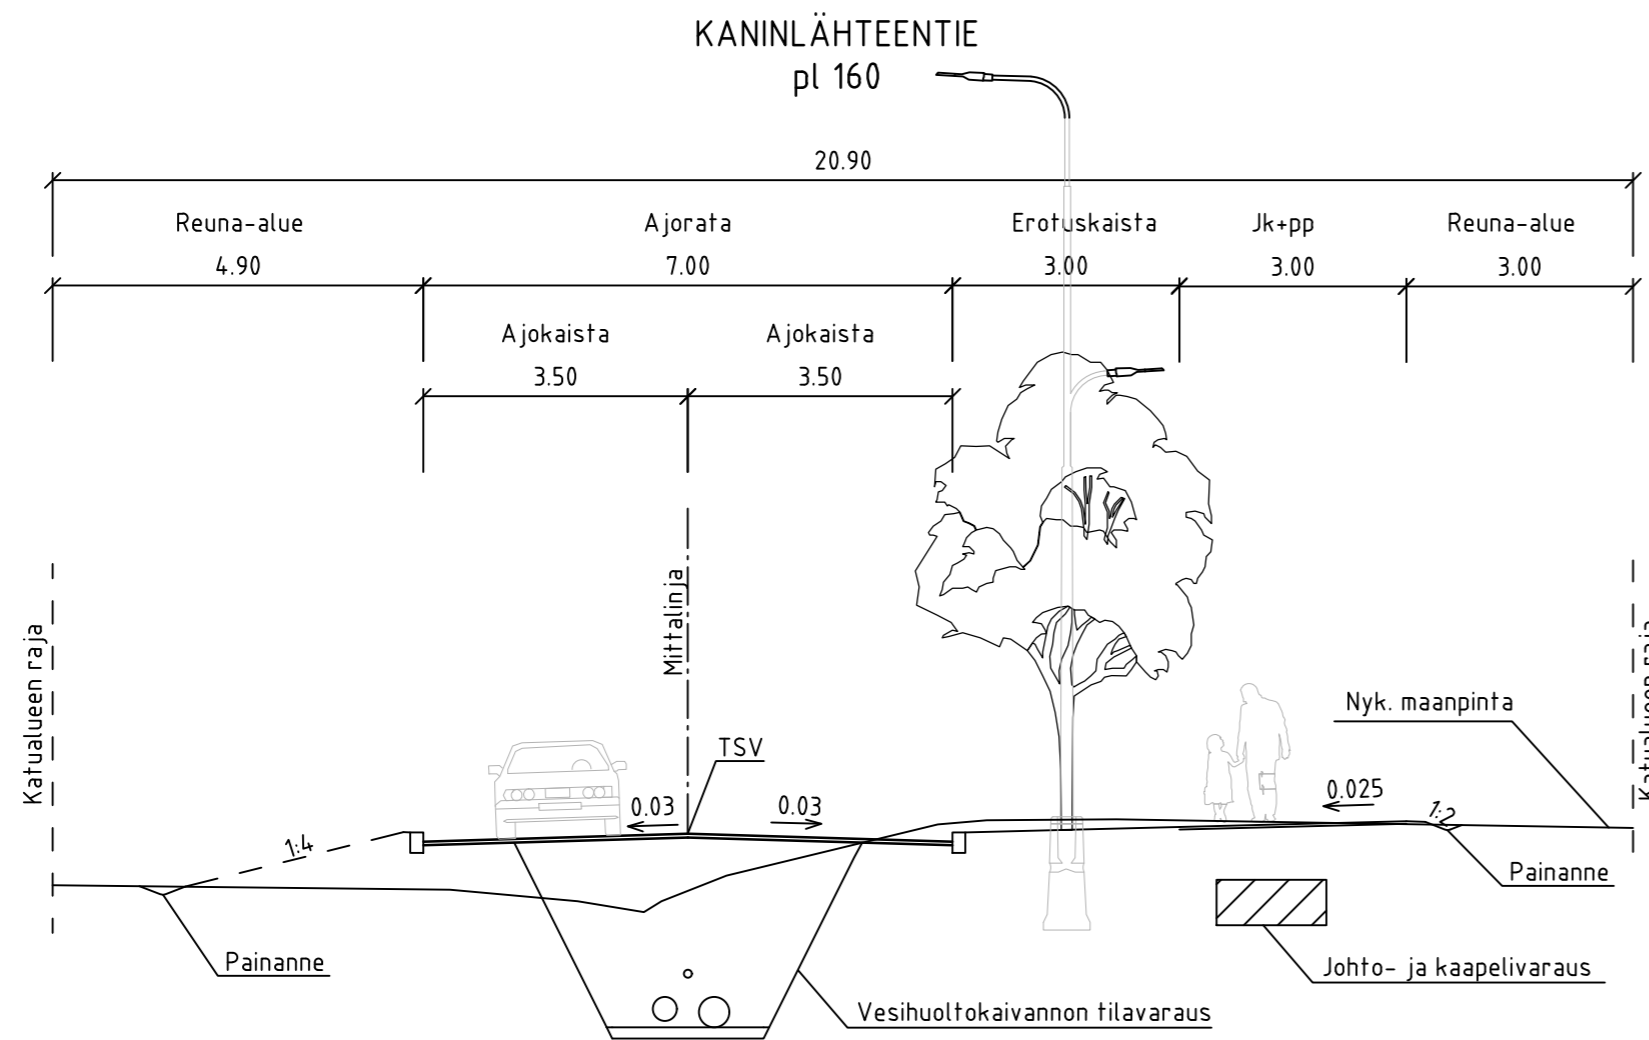 KANINLÄHTEENTIE
pl 160
20.90
Reuna-alue Ajorata Erotuskaista Jk+pp Reuna-alue
4.90 7.00 3.00 3.00 3.00
Ajokaista Ajokaista
3.50 3.50
Mittalinja
Katualueen raja
Katualueen raja
Nyk. maanpinta
TSV
0.03 0.03 0.025
1:4
1:2
Painanne
Painanne
Johto- ja kaapelivaraus
Vesihuoltokaivannon tilavaraus